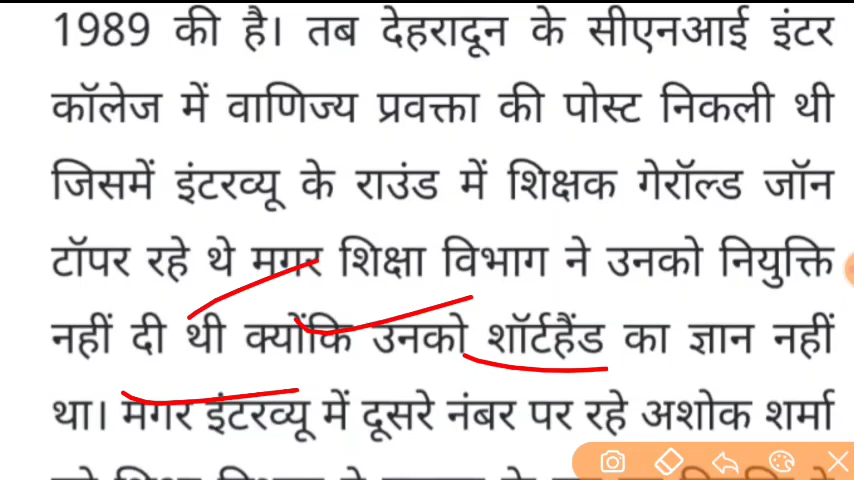 1989 की है। तब देहरादून के सीएनआई इंटर
कॉलेज में वाणिज्य प्रवक्ता की पोस्ट निकली थी
जिसमें इंटरव्यू के राउंड में शिक्षक गेरॉल्ड जॉन
टॉपर रहे थे मगर शिक्षा विभाग ने उनको नियुक्ति
नहीं दी थी क्योंकि उनको शॉर्टहैंड का ज्ञान नहीं
था। मगर इंटरव्यू में दूसरे नंबर पर रहे अशोक शर्मा